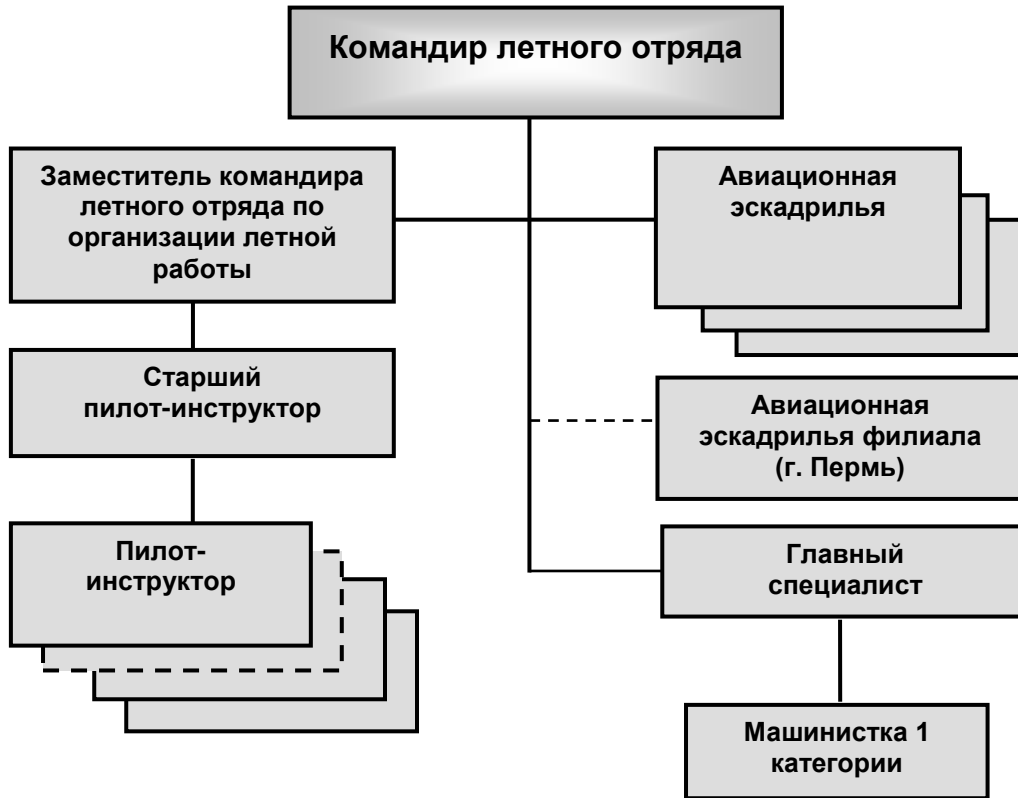 Командир летного отряда
Заместитель командира
летного отряда по
организации летной
работы
Авиационная
эскадрилья
Старший
пилот-инструктор
Авиационная
эскадрилья филиала
(г. Пермь)
Пилот-
инструктор
Главный
специалист
Машинистка 1
категории